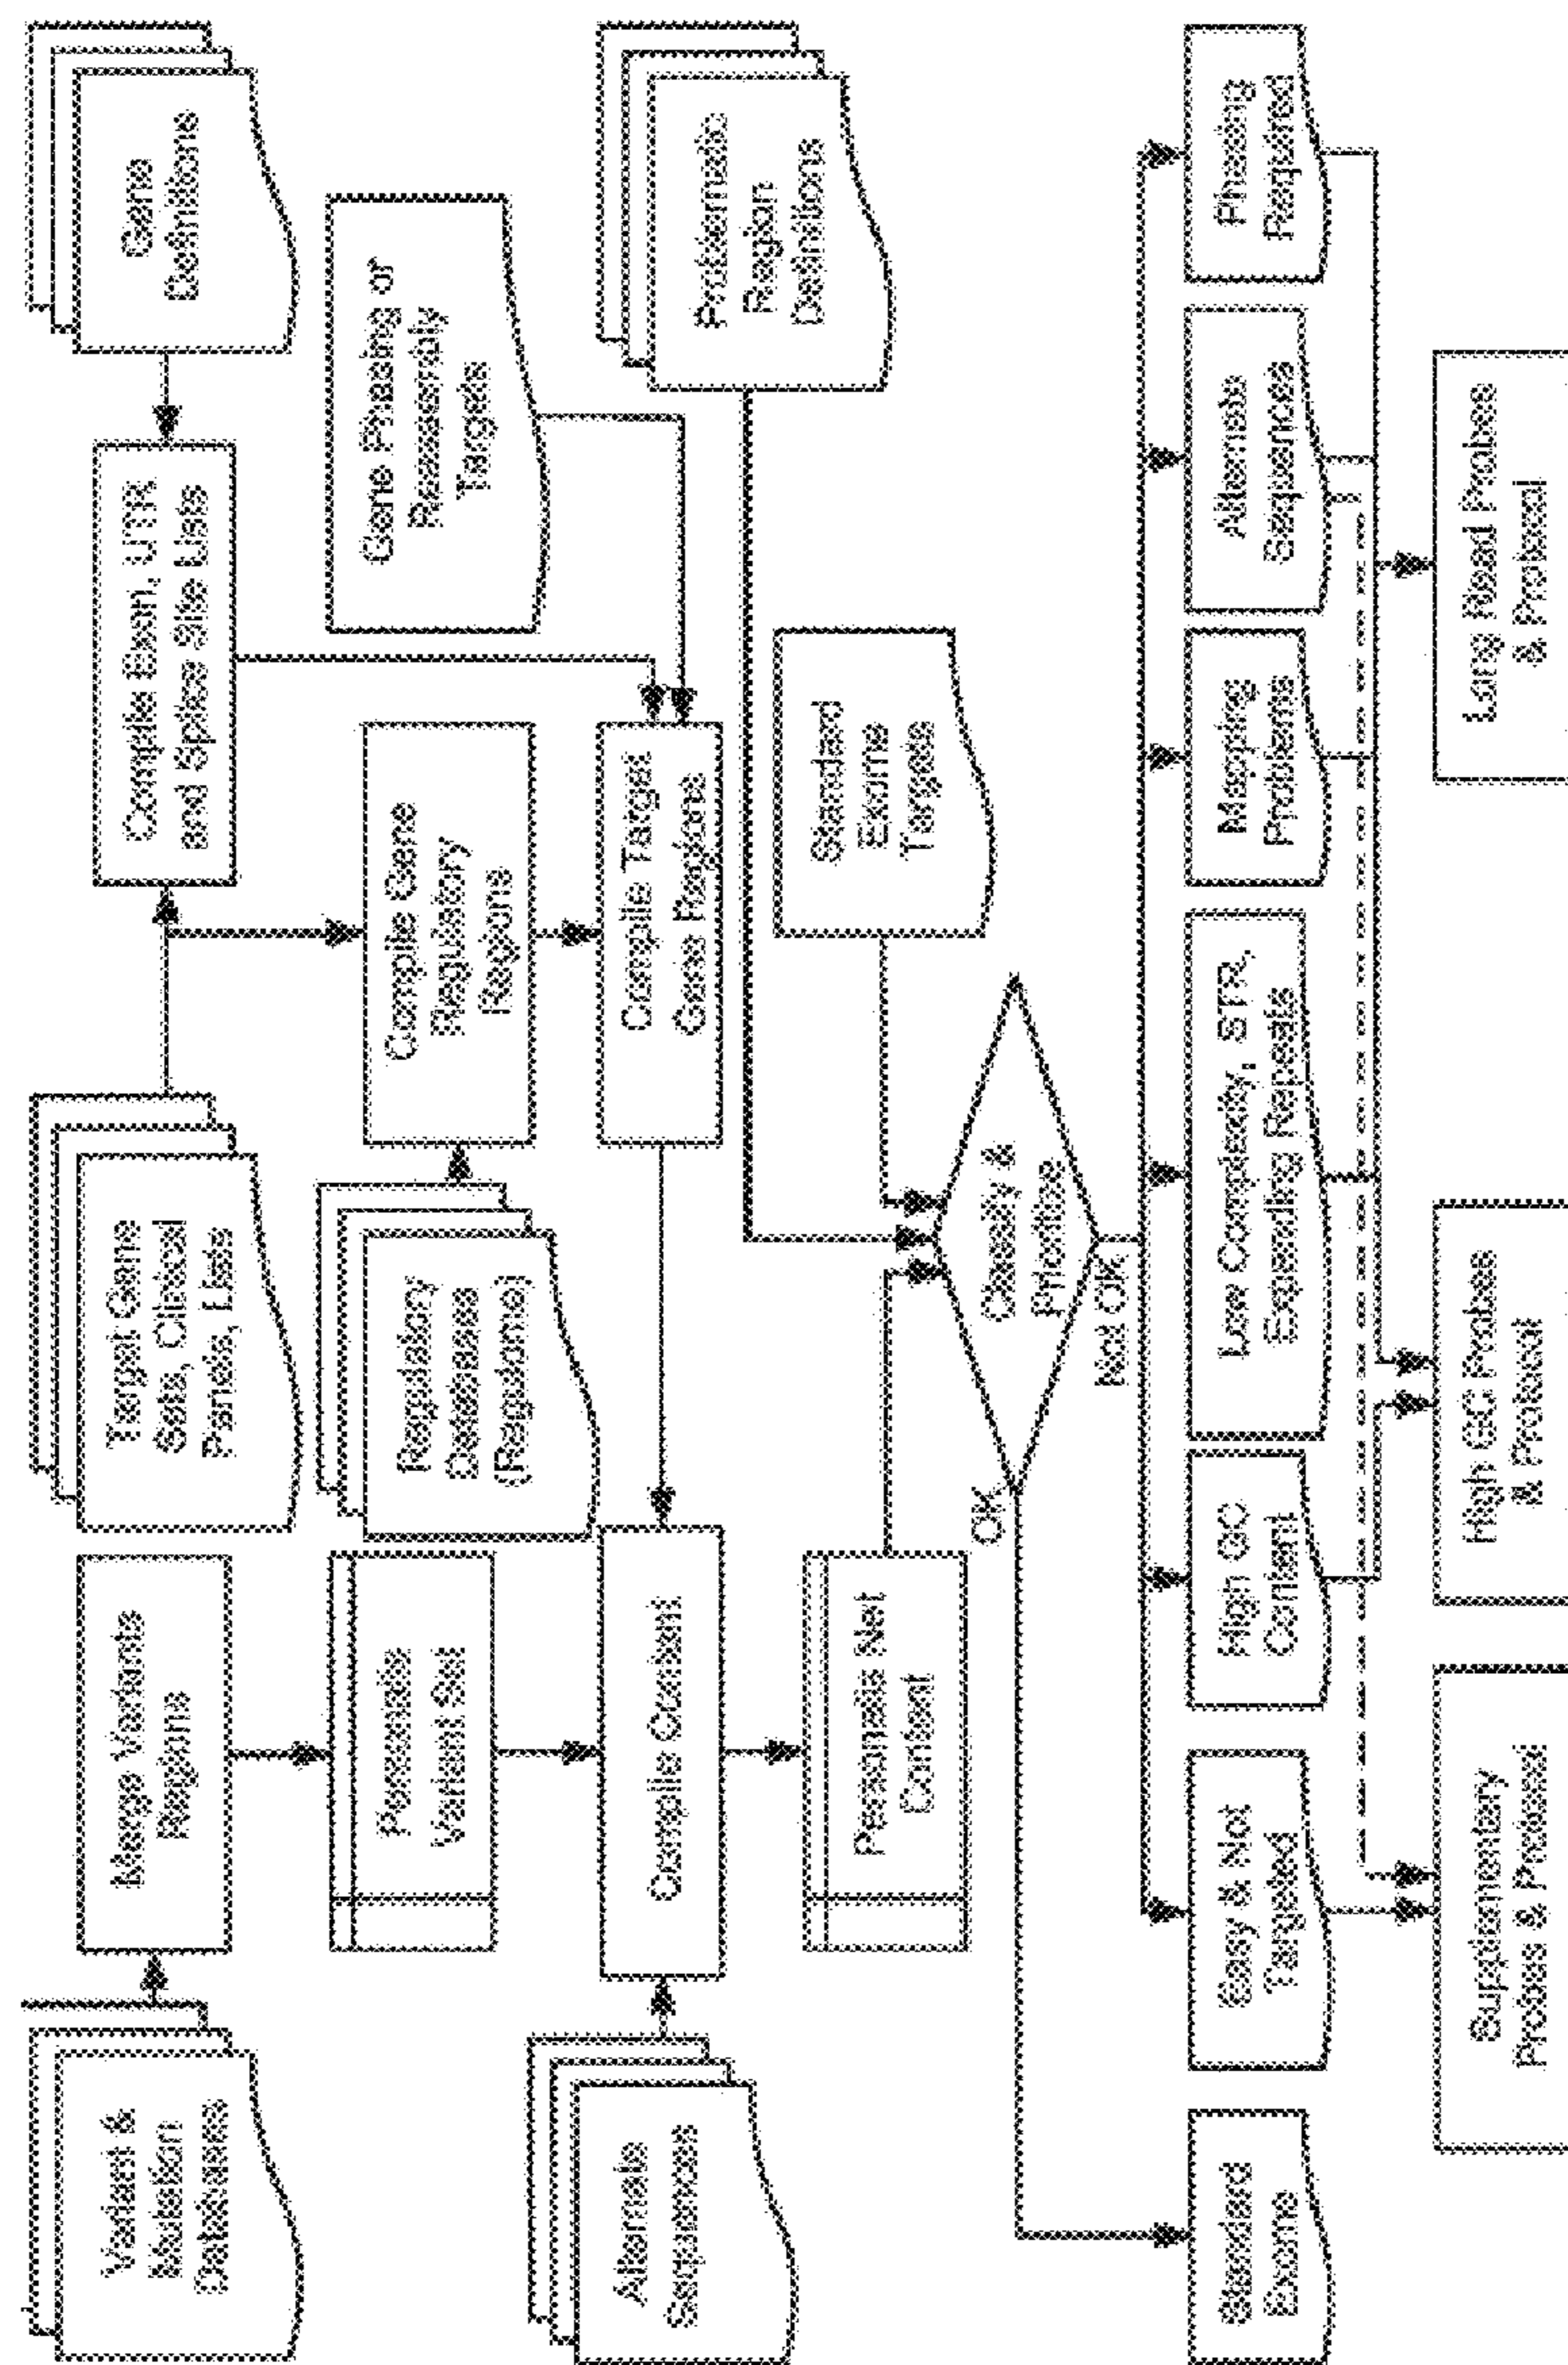 Variant &
Mutation
Databases
Merge Variants
Regions
Target Gene
Sets, Clinical
Panels, Lists
Compile Exon, UTR
and Splice Site Lists
Gene
Definitions
Personalis
Variant Set
Regulatory
Databases
(Regulome)
Compile Gene
Regulatory
Regions
Gene Phasing or
Reassembly
Targets
Alternate
Sequences
Compile Content
Compile Target
Gene Regions
Problematic
Region
Definitions
Personalis Net
Content
Standard
Exome
Targets
OK
Classify &
Prioritize
Not OK
Standard
Exome
Easy & Not
Targeted
High GC
Content
Low Complexity, STR,
Expanding Repeats
Mapping
Problems
Alternate
Sequences
Phasing
Required
Supplementary
Probes & Protocol
High GC Probes
& Protocol
Long Read Probes
& Protocol